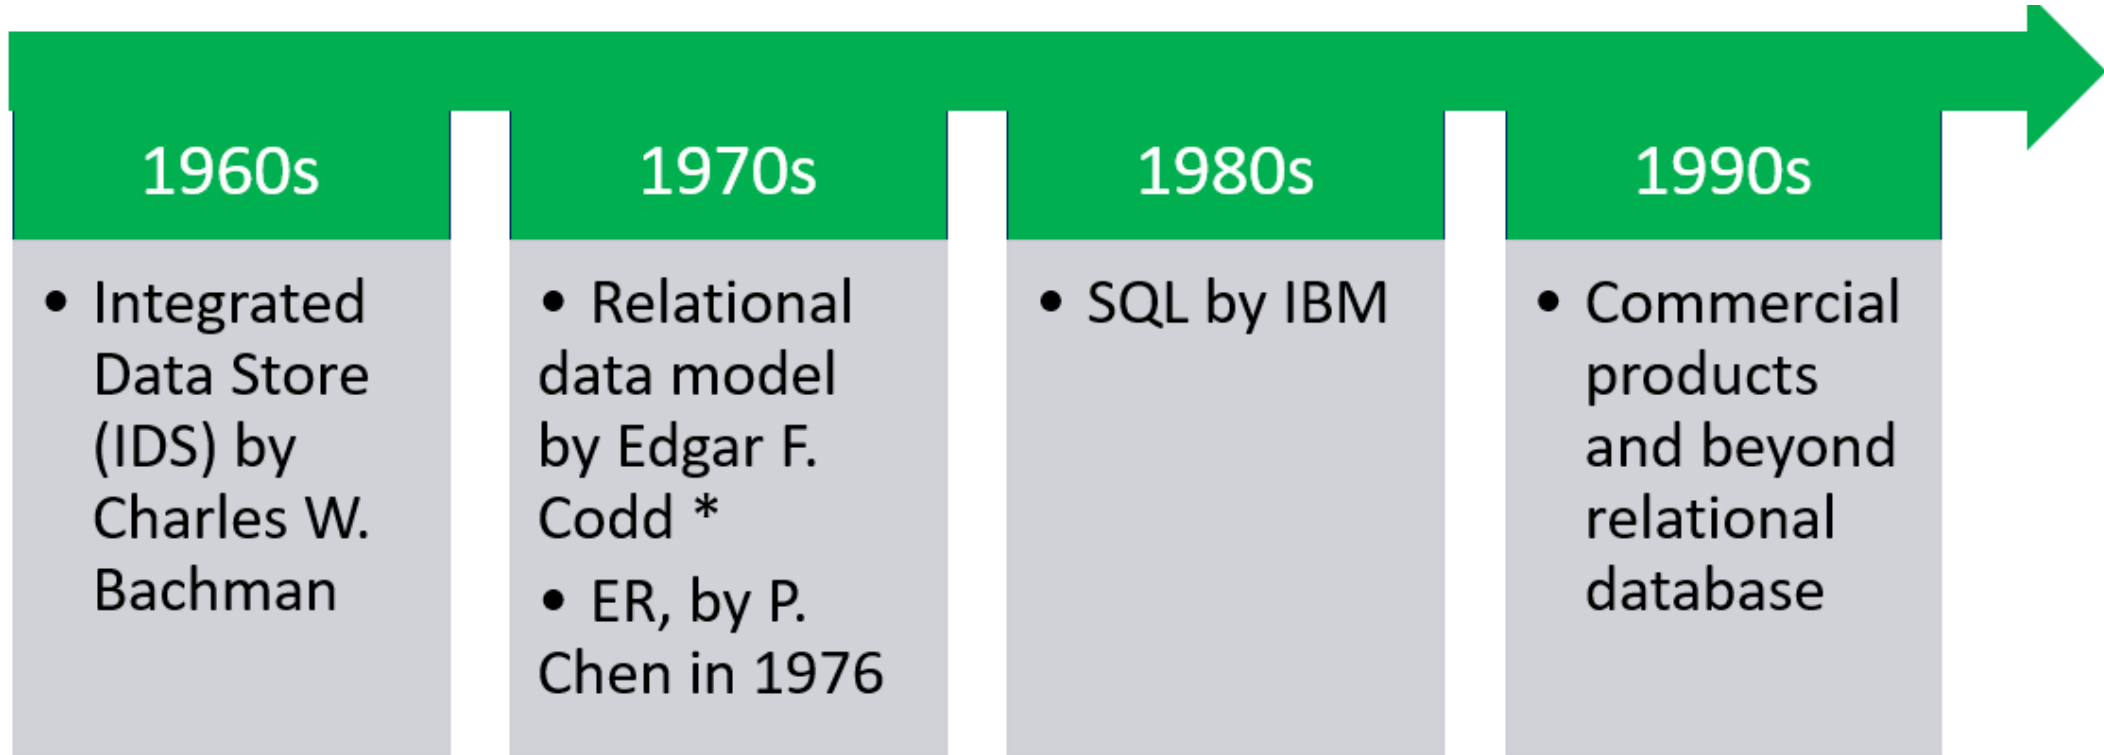 1960s
• Integrated
Data Store
(IDS) by
Charles W.
Bachman
1970s
• Relational
data model
by Edgar F.
Codd *
• ER, by P.
Chen in 1976
1980s
• SQL by IBM
1990s
• Commercial
products
and beyond
relational
database